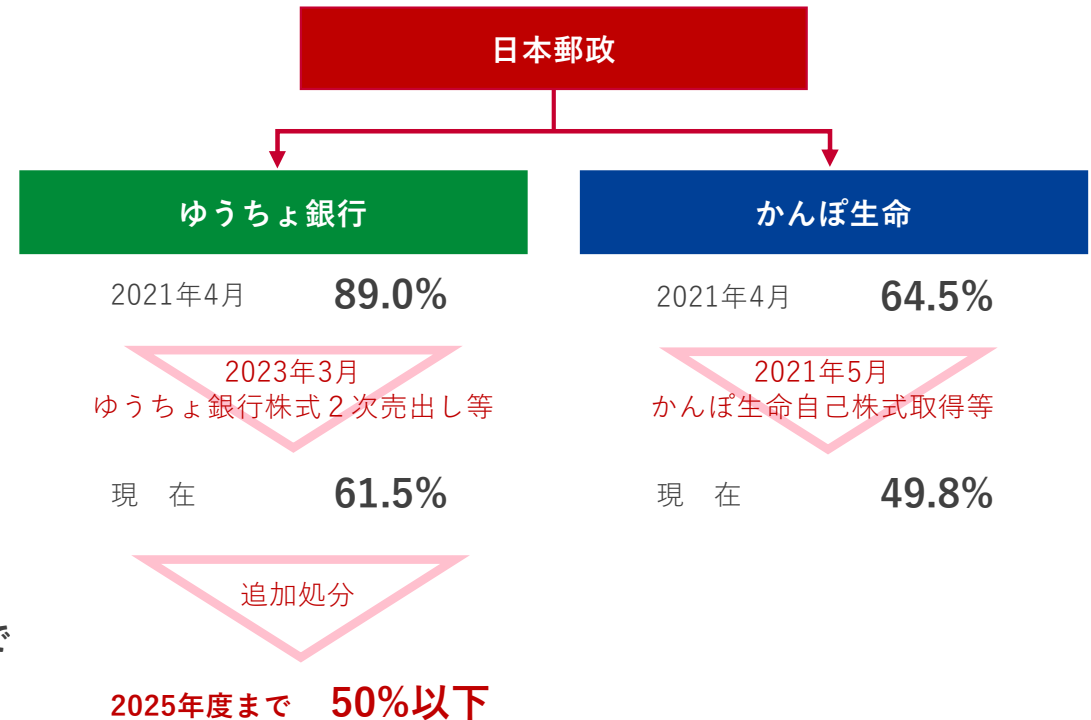 日本郵政
ゆうちょ銀行
2021年4月 89.0%
2023年3月
ゆうちょ銀行株式２次売出し等
現　在 61.5%
追加処分
2025年度まで 50%以下
かんぽ生命
2021年4月 64.5%
2021年5月
かんぽ生命自己株式取得等
現　在 49.8%
で